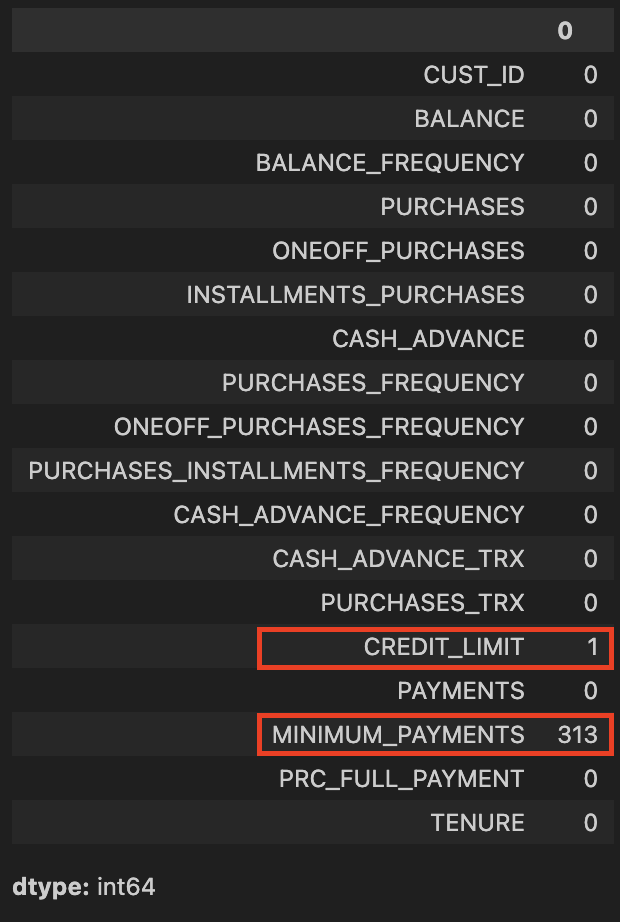 0
CUST_ID 0
BALANCE 0
BALANCE_FREQUENCY 0
PURCHASES 0
ONEOFF_PURCHASES 0
INSTALLMENTS_PURCHASES 0
CASH_ADVANCE 0
PURCHASES_FREQUENCY 0
ONEOFF_PURCHASES_FREQUENCY 0
PURCHASES_INSTALLMENTS_FREQUENCY 0
CASH_ADVANCE_FREQUENCY 0
CASH_ADVANCE_TRX 0
PURCHASES_TRX 0
CREDIT_LIMIT 1
PAYMENTS 0
MINIMUM_PAYMENTS 313
PRC_FULL_PAYMENT 0
TENURE 0
dtype: int64